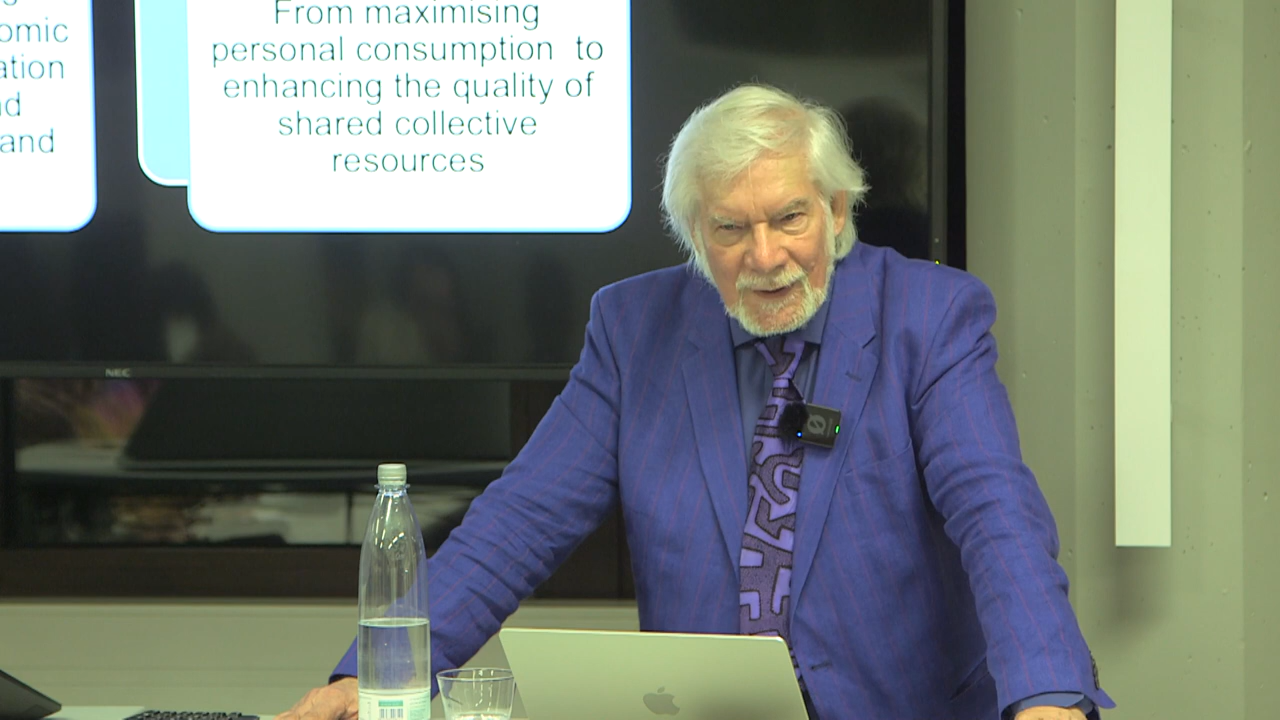 omic
ation
nd
and
From maximising
personal consumption to
enhancing the quality of
shared collective
resources
NEC